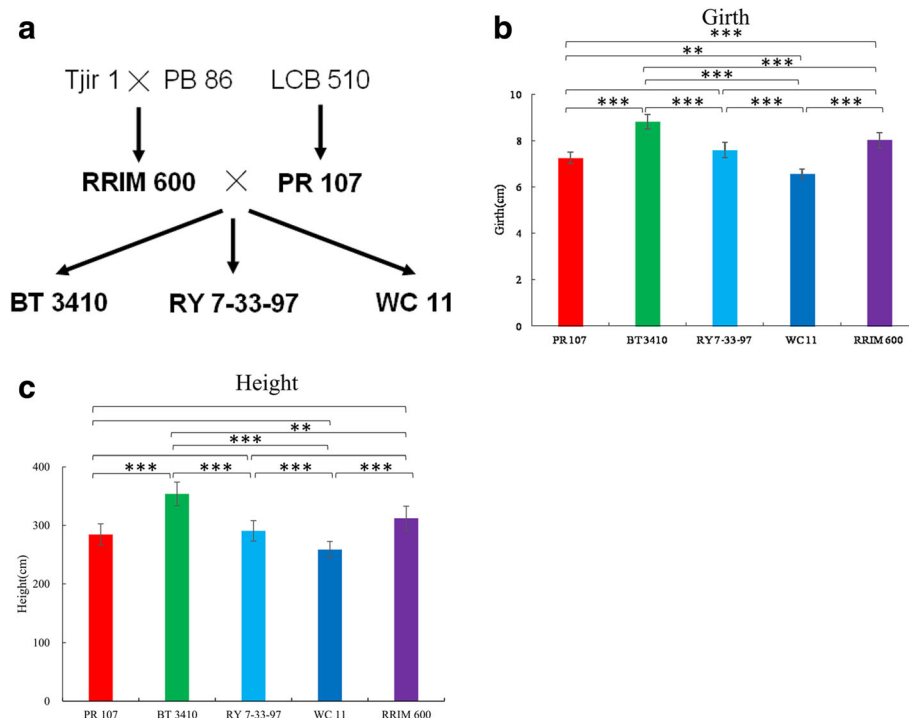 a
Tjir 1 × PB 86 LCB 510
RRIM 600 × PR 107
BT 3410 RY 7-33-97 WC 11
b
Girth
***
**
***
***
*** *** *** ***
10
8
6
4
2
0
Girth(cm)
PR 107 BT3410 RY 7-33-97 WC 11 RRIM 600
c
Height
**
***
*** *** *** ***
400
300
200
100
0
Height(cm)
PR 107 BT 3410 RY 7-33-97 WC 11 RRIM 600